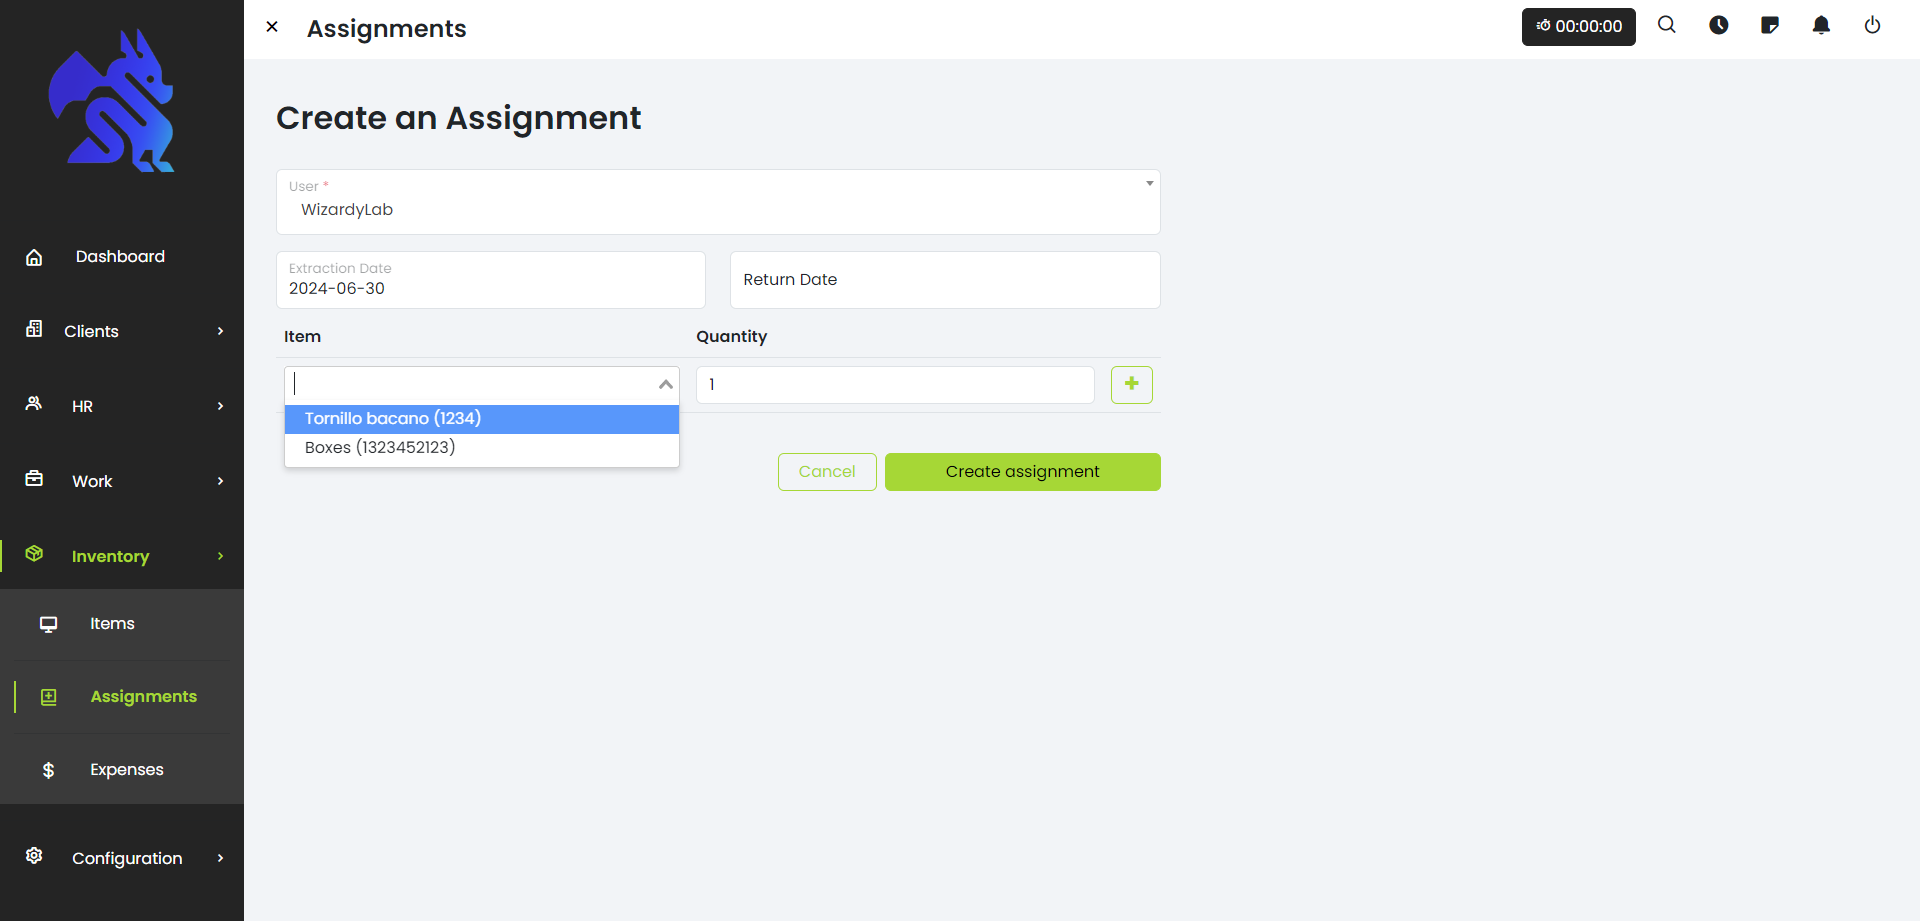 Assignments
00:00:00
Create an Assignment
User *
WizardyLab
Extraction Date
2024-06-30
Return Date
Item
Quantity
1
Tornillo bacano (1234)
Boxes (1323452123)
Cancel
Create assignment
Dashboard
Clients
HR
Work
Inventory
Items
Assignments
Expenses
Configuration